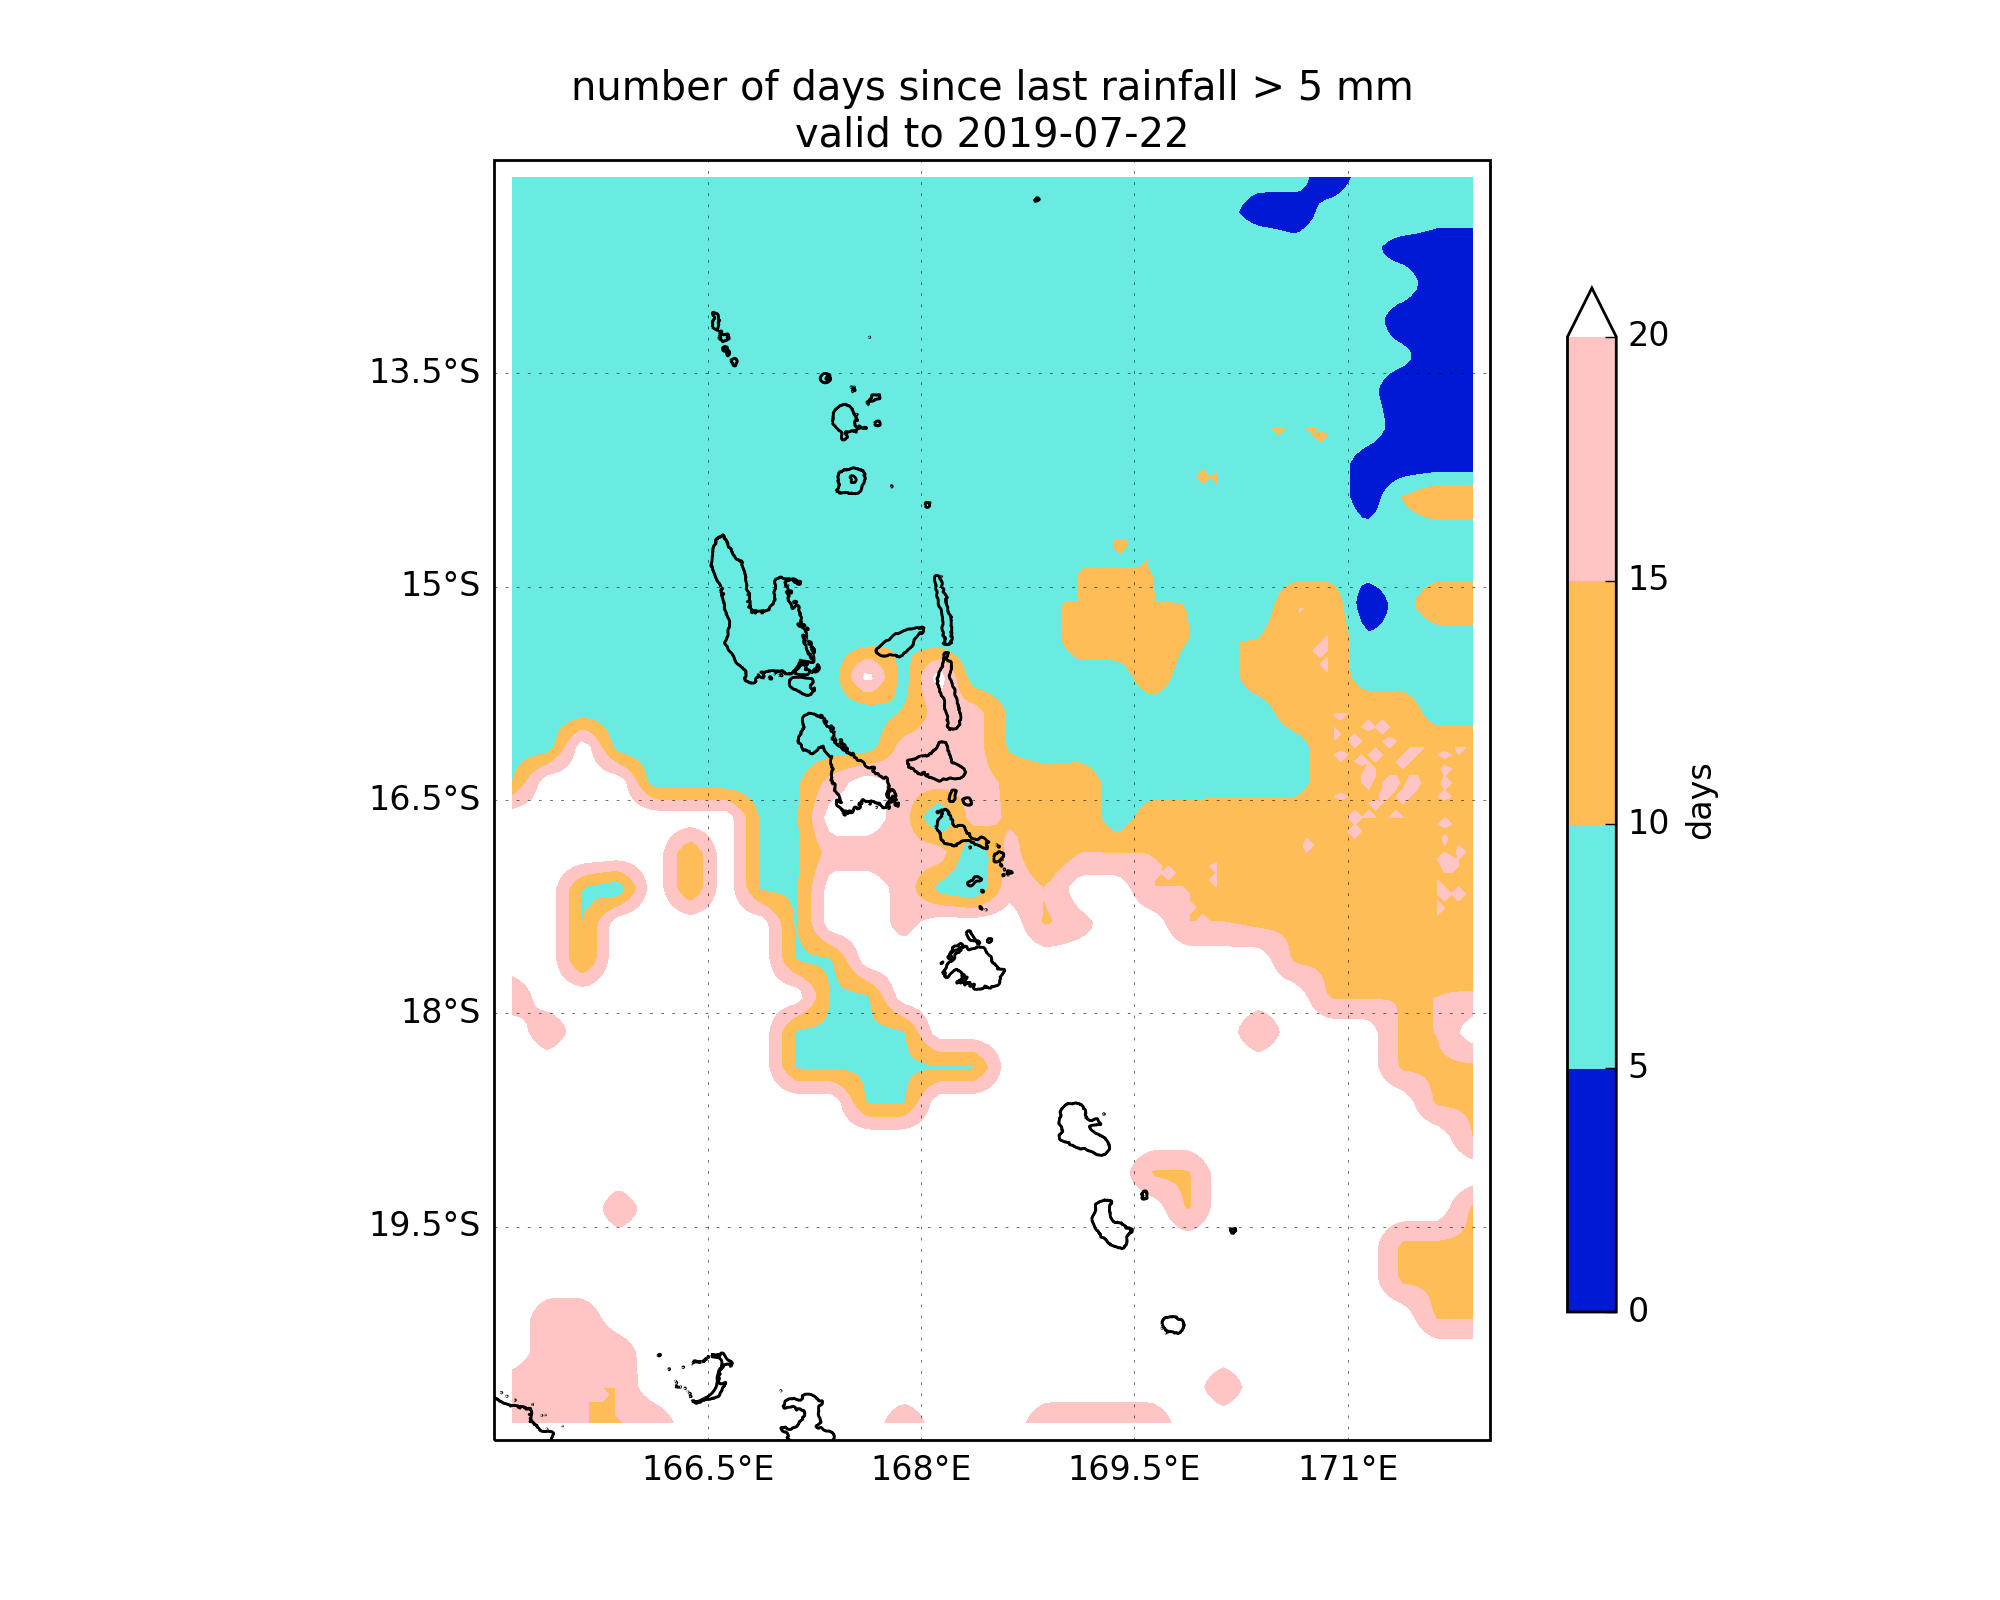 number of days since last rainfall > 5 mm
valid to 2019-07-22
13.5°S
15°S
16.5°S
18°S
19.5°S
166.5°E
168°E
169.5°E
171°E
20
15
10
5
0
days